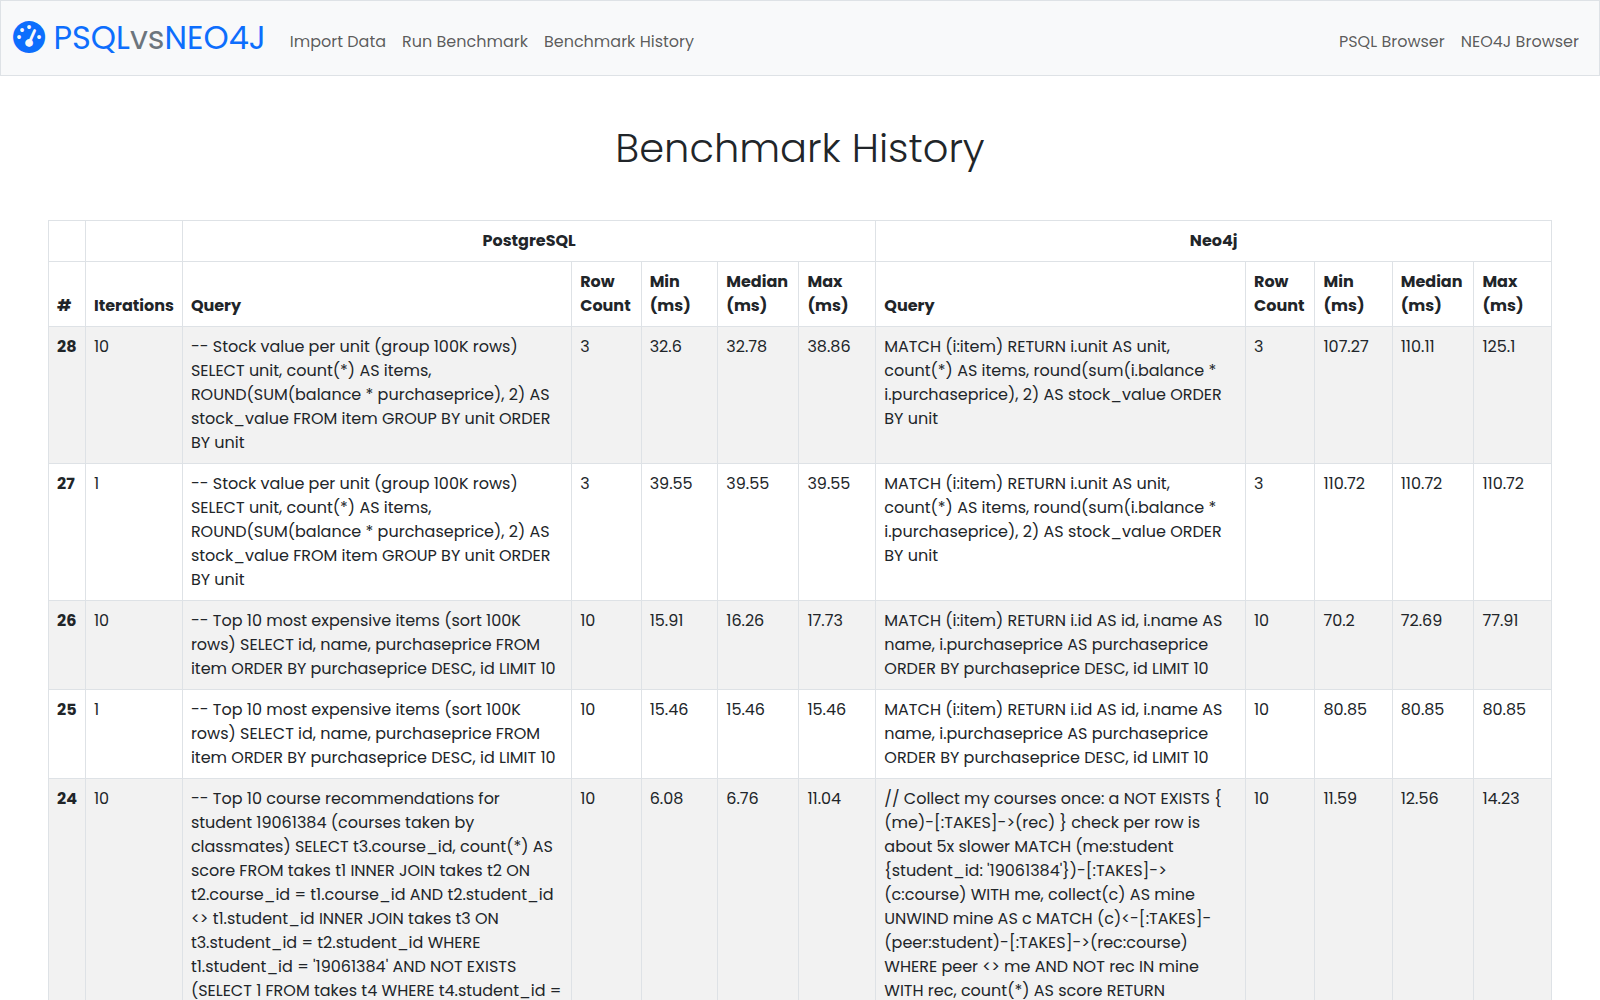 PSQLvsNEO4J Import Data Run Benchmark Benchmark History PSQL Browser NEO4J Browser
Benchmark History
PostgreSQL Neo4j
# Iterations Query Row Count Min (ms) Median (ms) Max (ms) Query Row Count Min (ms) Median (ms) Max (ms)
28 10 -- Stock value per unit (group 100K rows) 3 32.6 32.78 38.86 MATCH (i:item) RETURN i.unit AS unit, 3 107.27 110.11 125.1
SELECT unit, count(*) AS items, count(*) AS items, round(sum(i.balance *
ROUND(SUM(balance * purchaseprice), 2) AS i.purchaseprice), 2) AS stock_value ORDER
stock_value FROM item GROUP BY unit ORDER BY unit
BY unit
27 1 -- Stock value per unit (group 100K rows) 3 39.55 39.55 39.55 MATCH (i:item) RETURN i.unit AS unit, 3 110.72 110.72 110.72
SELECT unit, count(*) AS items, count(*) AS items, round(sum(i.balance *
ROUND(SUM(balance * purchaseprice), 2) AS i.purchaseprice), 2) AS stock_value ORDER
stock_value FROM item GROUP BY unit ORDER BY unit
BY unit
26 10 -- Top 10 most expensive items (sort 100K 10 15.91 16.26 17.73 MATCH (i:item) RETURN i.id AS id, i.name AS 10 70.2 72.69 77.91
rows) SELECT id, name, purchaseprice FROM name, i.purchaseprice AS purchaseprice
item ORDER BY purchaseprice DESC, id LIMIT 10 ORDER BY purchaseprice DESC, id LIMIT 10
25 1 -- Top 10 most expensive items (sort 100K 10 15.46 15.46 15.46 MATCH (i:item) RETURN i.id AS id, i.name AS 10 80.85 80.85 80.85
rows) SELECT id, name, purchaseprice FROM name, i.purchaseprice AS purchaseprice
item ORDER BY purchaseprice DESC, id LIMIT 10 ORDER BY purchaseprice DESC, id LIMIT 10
24 10 -- Top 10 course recommendations for 10 6.08 6.76 11.04 // Collect my courses once: a NOT EXISTS { 10 11.59 12.56 14.23
student 19061384 (courses taken by (me)-[:TAKES]->(rec) } check per row is
classmates) SELECT t3.course_id, count(*) AS about 5x slower MATCH (me:student
score FROM takes t1 INNER JOIN takes t2 ON {student_id: '19061384'})-[:TAKES]->
t2.course_id = t1.course_id AND t2.student_id (c:course) WITH me, collect(c) AS mine
<> t1.student_id INNER JOIN takes t3 ON UNWIND mine AS c MATCH (c)<-[:TAKES]-
t3.student_id = t2.student_id WHERE (peer:student)-[:TAKES]->(rec:course)
t1.student_id = '19061384' AND NOT EXISTS WHERE peer <> me AND NOT rec IN mine
(SELECT 1 FROM takes t4 WHERE t4.student_id = WITH rec, count(*) AS score RETURN